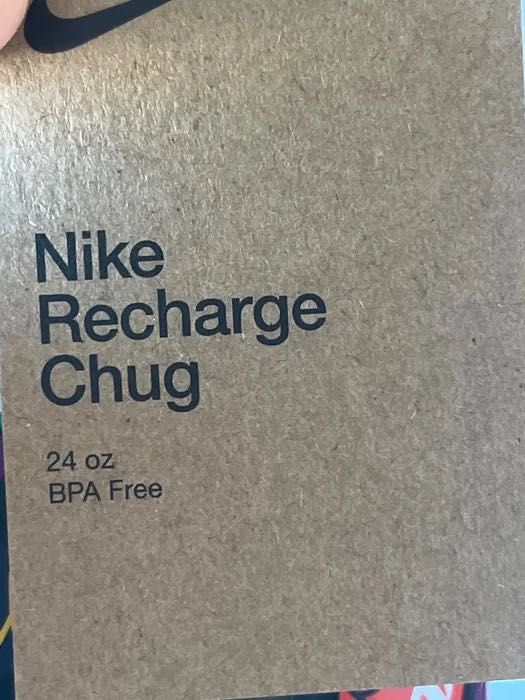 Nike
Recharge
Chug
24 oz
BPA Free